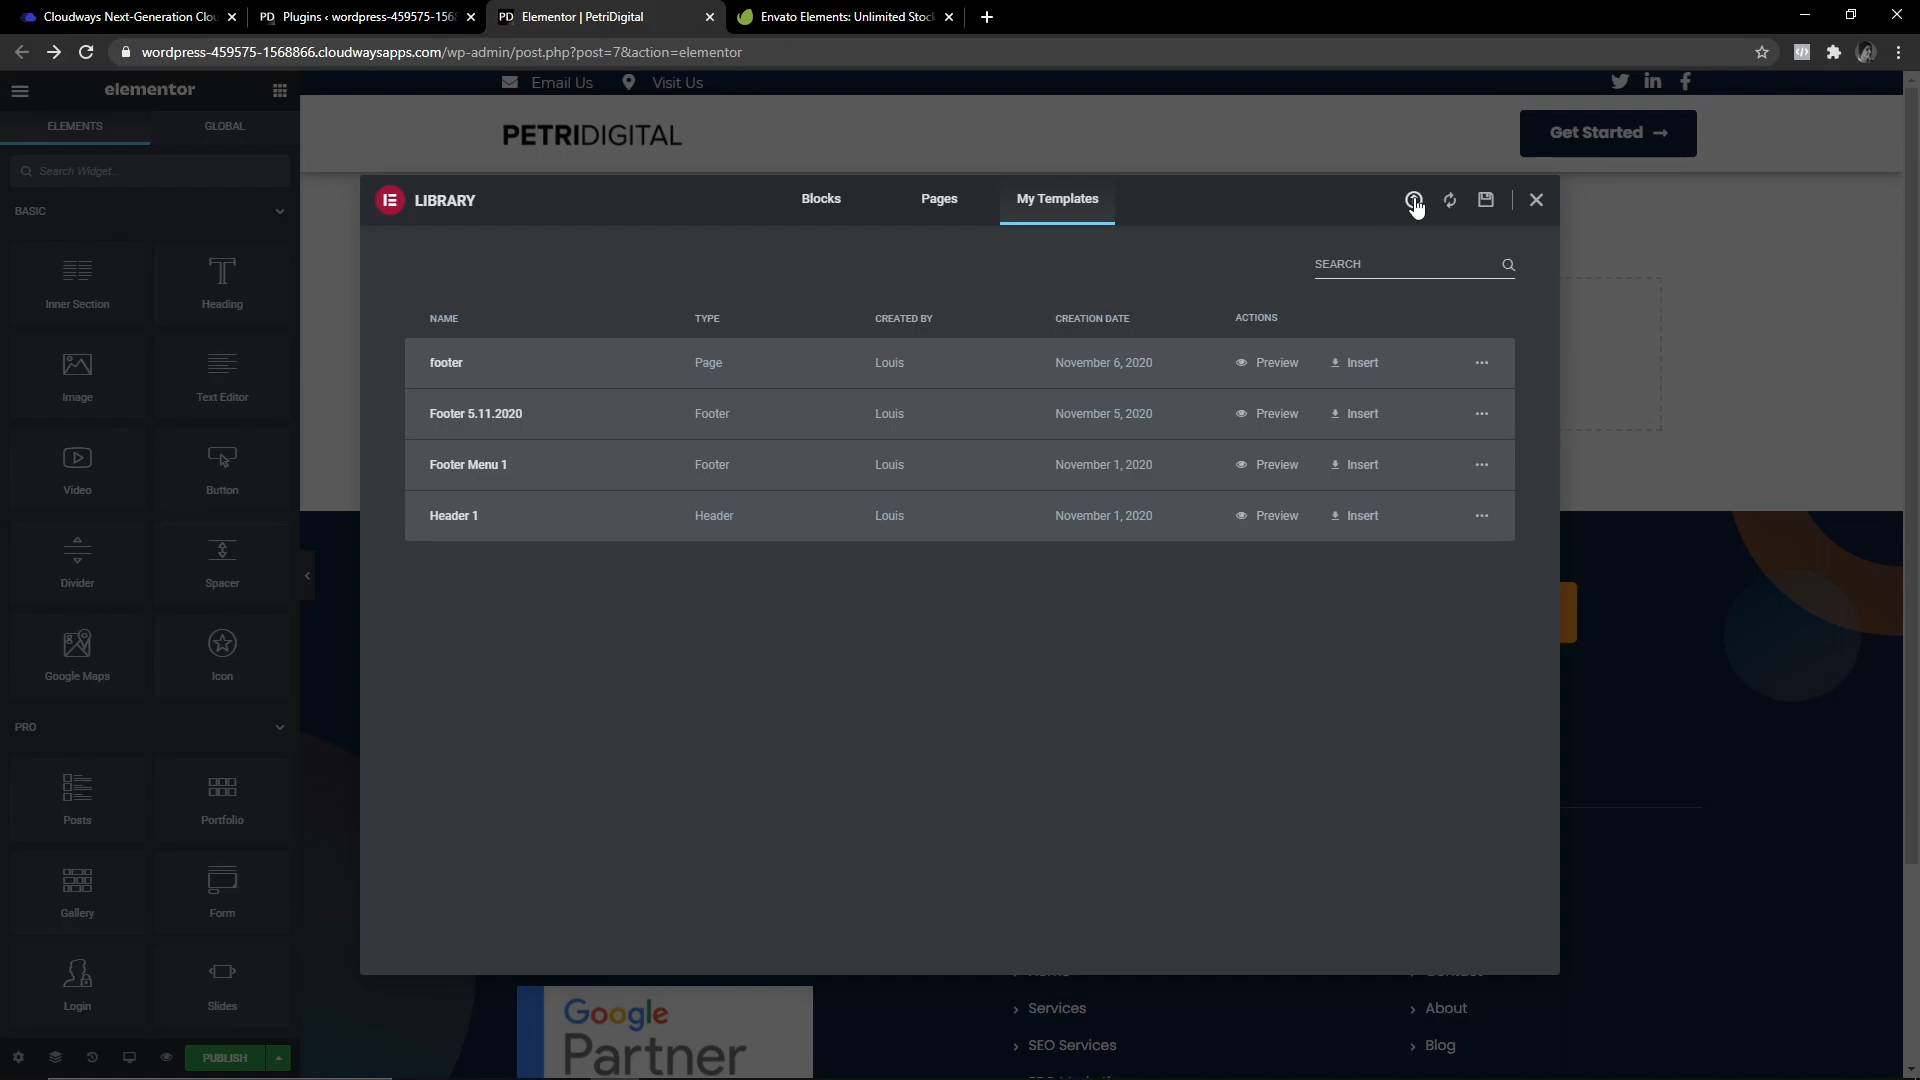 Cloudways Next-Generation Clou
PD Plugins ‹ wordpress-459575-156
PD Elementor | PetriDigital
Envato Elements: Unlimited Stock
wordpress-459575-1568866.cloudwaysapps.com/wp-admin/post.php?post=7&action=elementor
elementor
Email Us
Visit Us
ELEMENTS
GLOBAL
PETRIDIGITAL
Get Started →
Search Widget...
LIBRARY
Blocks
Pages
My Templates
BASIC
SEARCH
Inner Section
Heading
NAME
TYPE
CREATED BY
CREATION DATE
ACTIONS
footer
Page
Louis
November 6, 2020
Preview
Insert
Image
Text Editor
Footer 5.11.2020
Footer
Louis
November 5, 2020
Preview
Insert
Footer Menu 1
Footer
Louis
November 1, 2020
Preview
Insert
Video
Button
Header 1
Header
Louis
November 1, 2020
Preview
Insert
Divider
Spacer
Google Maps
Icon
PRO
Posts
Portfolio
Gallery
Form
Login
Slides
Services
About
Google
Partner
SEO Services
Blog
PUBLISH